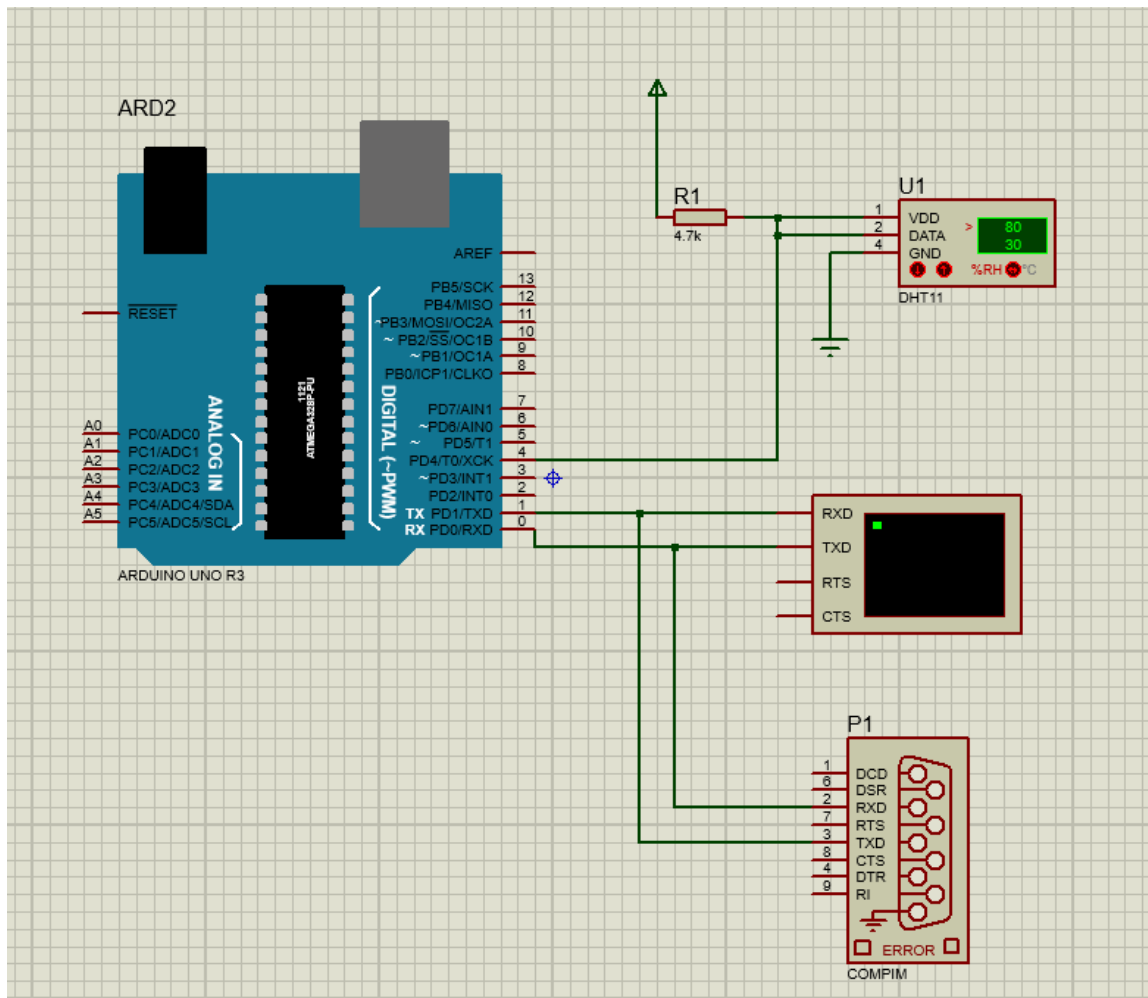 ARD2
RESET
AREF
PB5/SCK 13
PB4/MISO 12
~PB3/MOSI/OC2A 11
~ PB2/SS/OC1B 10
~PB1/OC1A 9
PB0/ICP1/CLKO 8
PD7/AIN1 7
~PD6/AIN0 6
~ PD5/T1 5
PD4/T0/XCK 4
~PD3/INT1 3
PD2/INT0 2
TX PD1/TXD 1
RX PD0/RXD 0
A0 PC0/ADC0
A1 PC1/ADC1
A2 PC2/ADC2
A3 PC3/ADC3
A4 PC4/ADC4/SDA
A5 PC5/ADC5/SCL
ANALOG IN
1121
ATMEGA328P-PU
DIGITAL (~PWM)
ARDUINO UNO R3
R1
4.7k
U1
1 VDD
2 DATA
4 GND
> 80
30
%RH °C
DHT11
RXD
TXD
RTS
CTS
P1
1 DCD
6 DSR
2 RXD
7 RTS
3 TXD
8 CTS
4 DTR
9 RI
ERROR
COMPIM